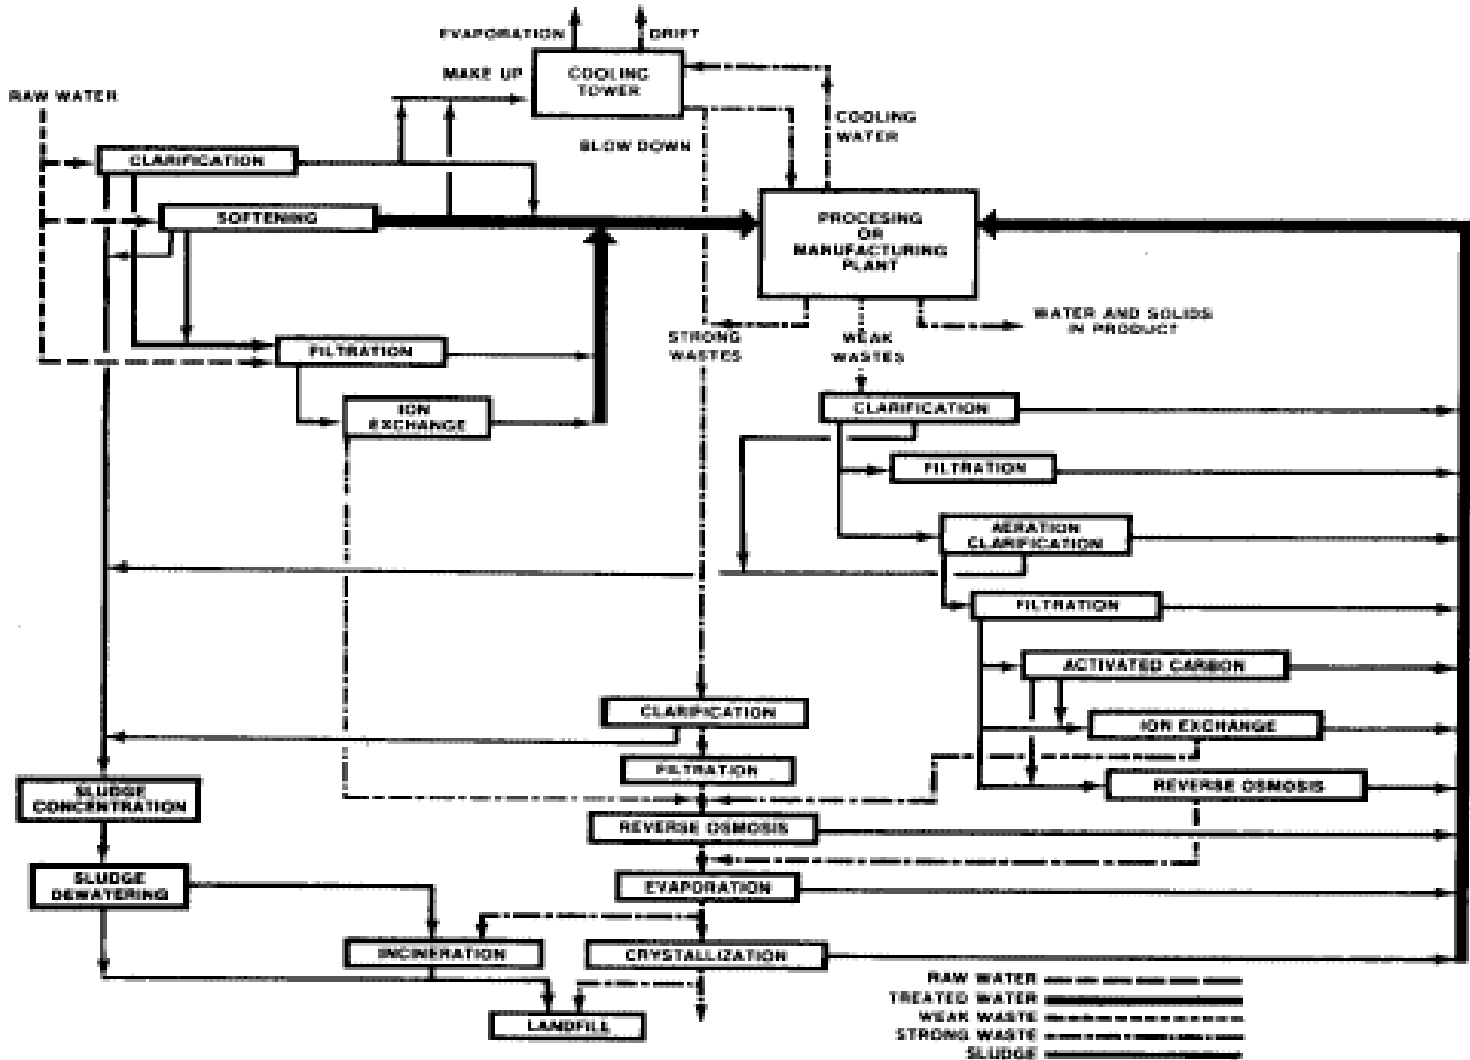 EVAPORATION
DRIFT
MAKE UP
COOLING
TOWER
RAW WATER
COOLING
WATER
BLOW DOWN
CLARIFICATION
SOFTENING
PROCESING
OR
MANUFACTURING
PLANT
WATER AND SOLIDS
IN PRODUCT
STRONG
WASTES
WEAK
WASTES
FILTRATION
ION
EXCHANGE
CLARIFICATION
FILTRATION
AERATION
CLARIFICATION
FILTRATION
ACTIVATED CARBON
CLARIFICATION
ION EXCHANGE
FILTRATION
REVERSE OSMOSIS
SLUDGE
CONCENTRATION
REVERSE OSMOSIS
SLUDGE
DEWATERING
EVAPORATION
INCINERATION
CRYSTALLIZATION
LANDFILL
RAW WATER
TREATED WATER
WEAK WASTE
STRONG WASTE
SLUDGE